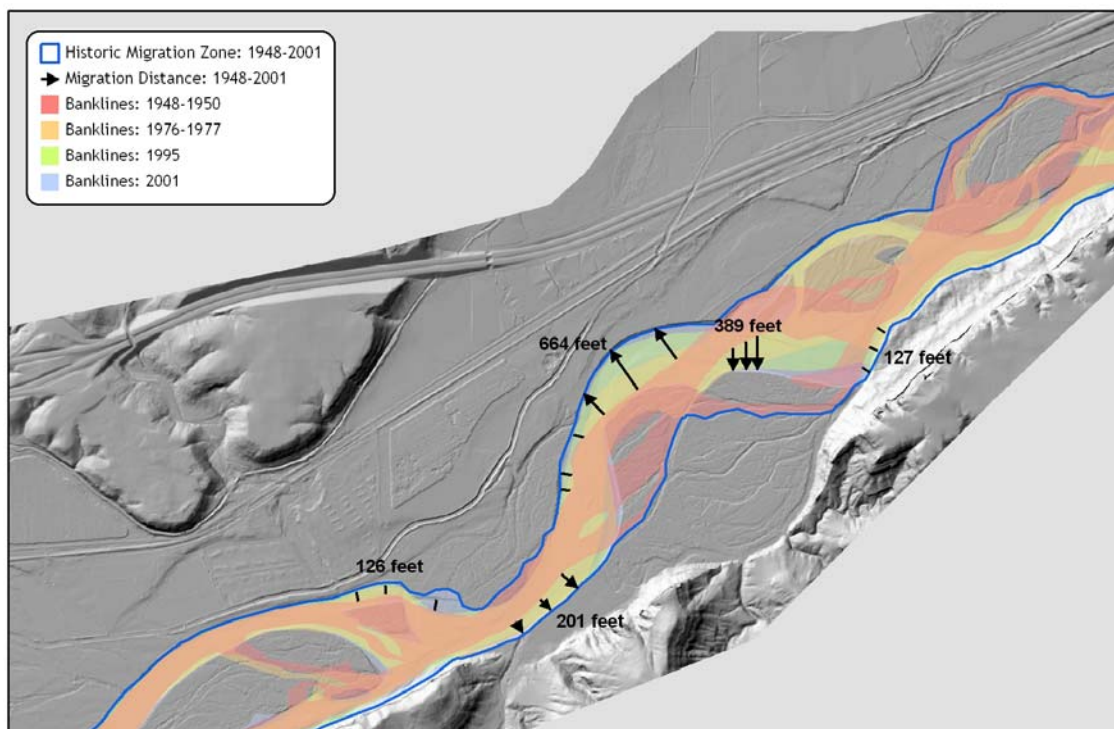 Historic Migration Zone: 1948-2001
Migration Distance: 1948-2001
Banklines: 1948-1950
Banklines: 1976-1977
Banklines: 1995
Banklines: 2001
389 feet
664 feet
127 feet
126 feet
201 feet